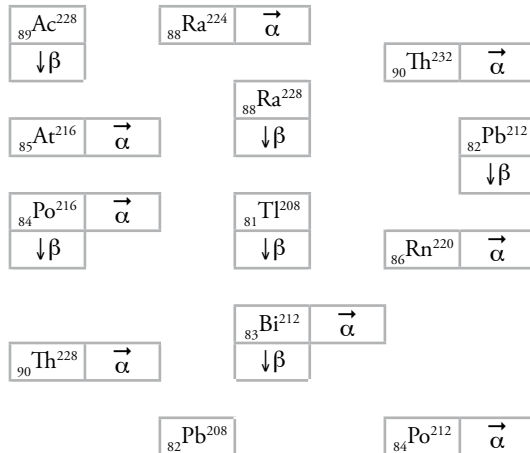 ₈₉Ac²²⁸ ₈₈Ra²²⁴ →α
↓β ₉₀Th²³² →α
₈₈Ra²²⁸
₈₅At²¹⁶ →α ↓β ₈₂Pb²¹²
↓β
₈₄Po²¹⁶ →α ₈₁Tl²⁰⁸
↓β ↓β ₈₆Rn²²⁰ →α
₈₃Bi²¹² →α
₉₀Th²²⁸ →α ↓β
₈₂Pb²⁰⁸ ₈₄Po²¹² →α